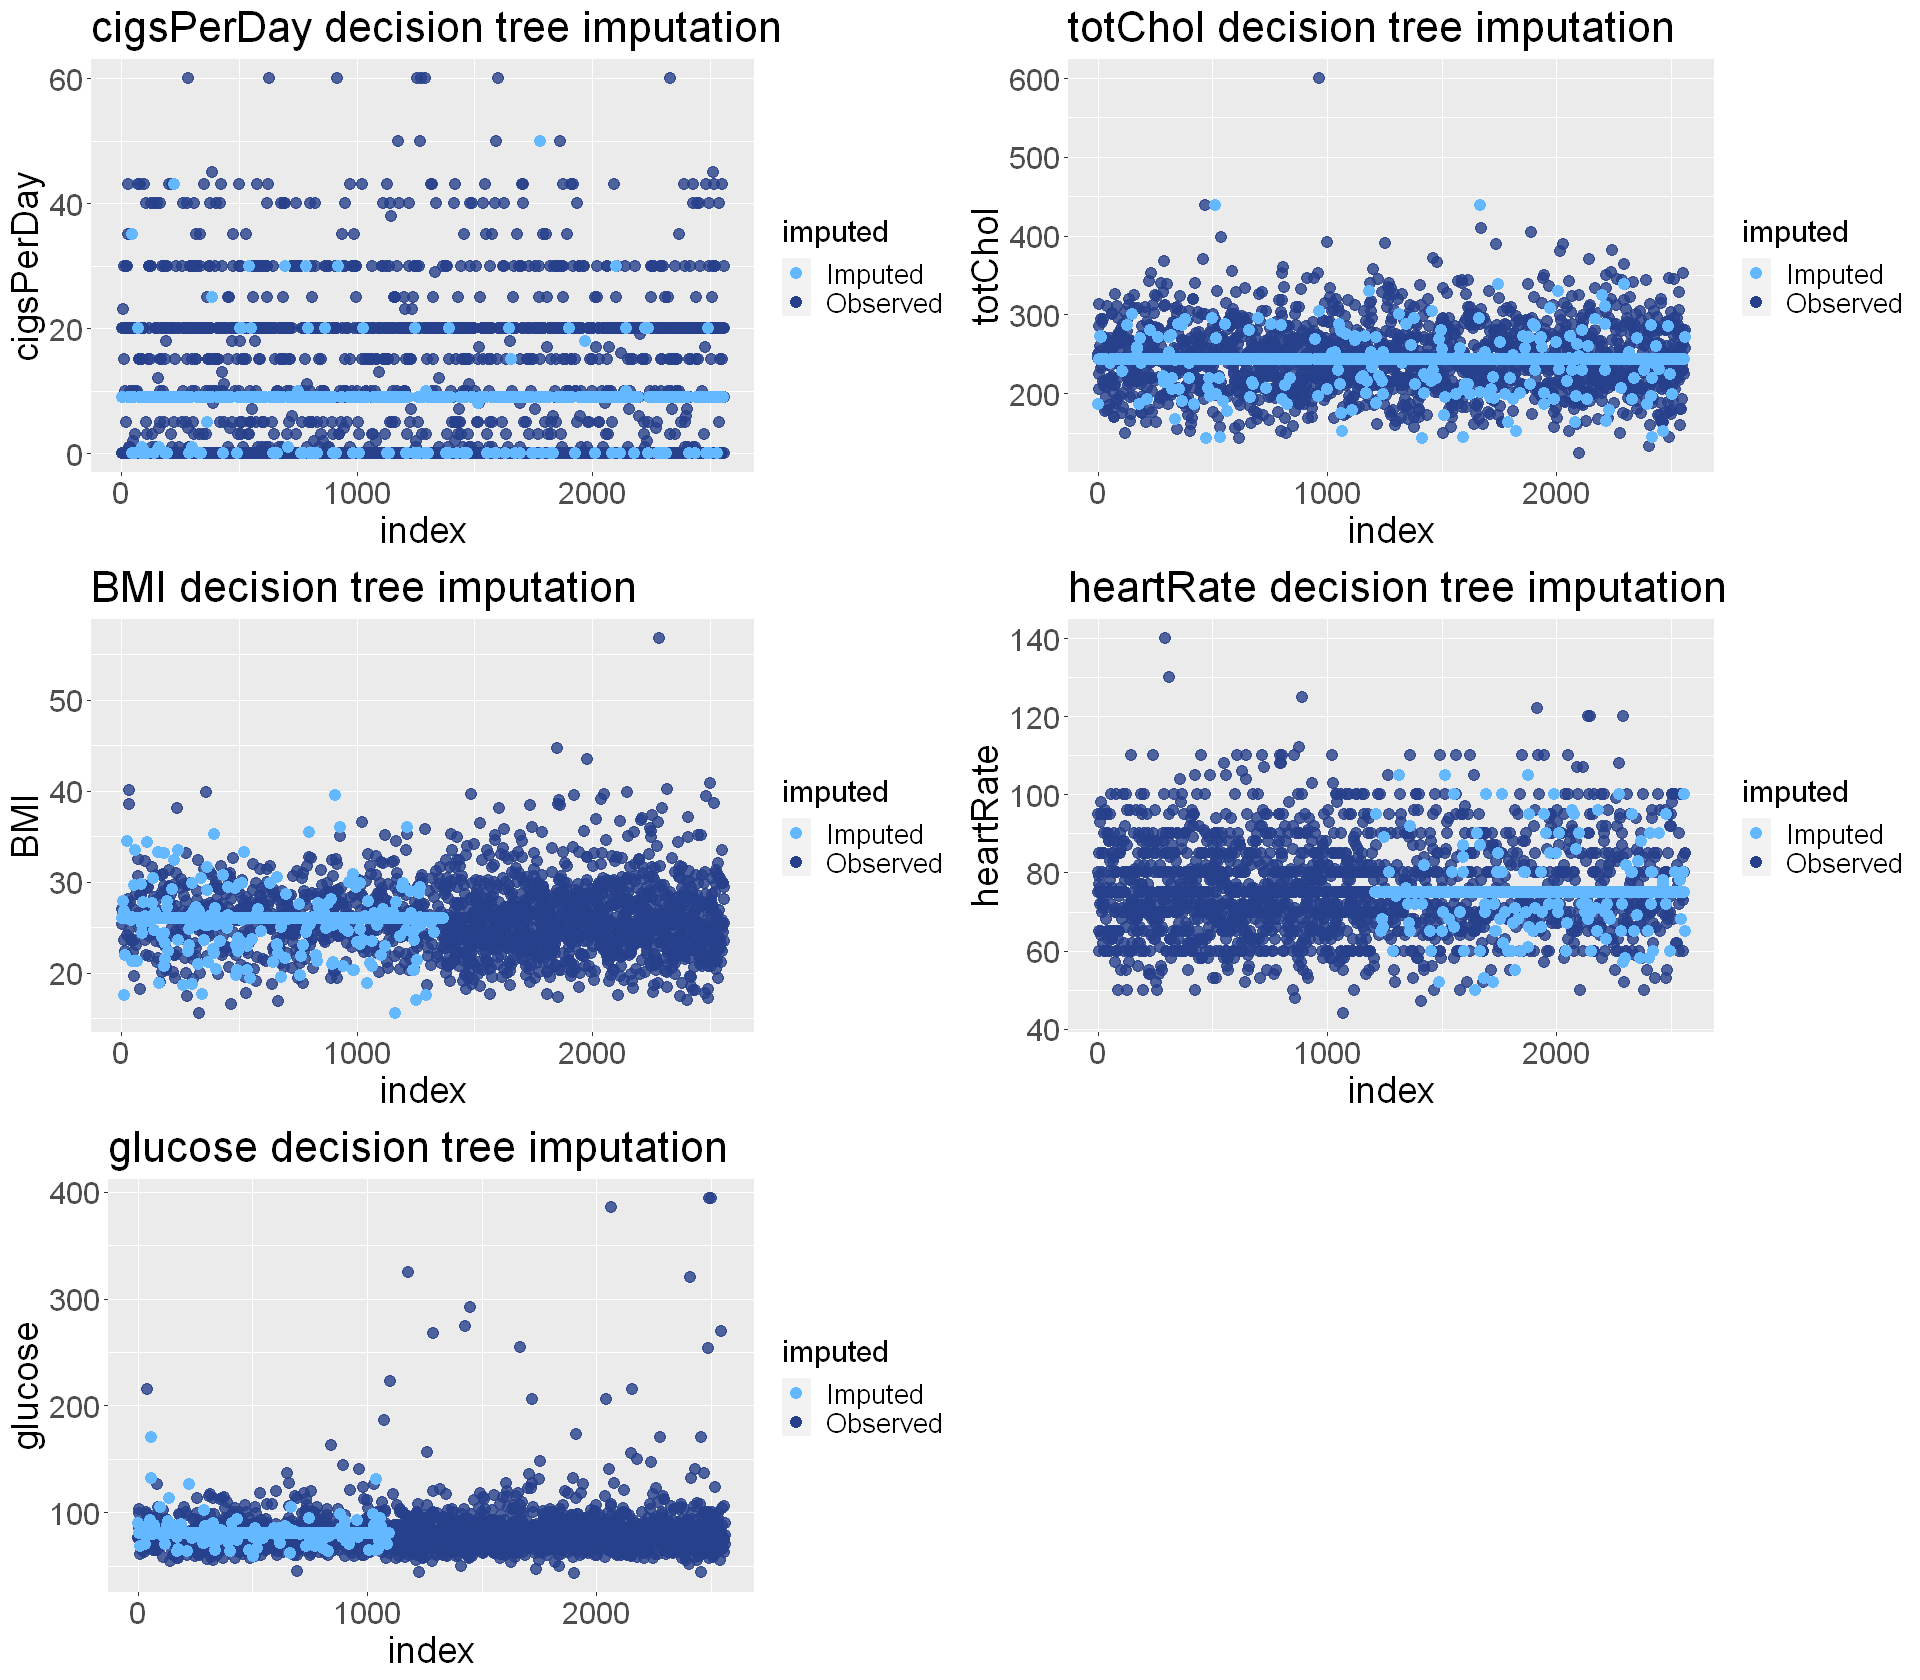 cigsPerDay decision tree imputation
60
40
20
0
cigsPerDay
0 1000 2000
index
imputed
Imputed
Observed
totChol decision tree imputation
600
500
400
300
200
totChol
0 1000 2000
index
imputed
Imputed
Observed
BMI decision tree imputation
50
40
30
20
BMI
0 1000 2000
index
imputed
Imputed
Observed
heartRate decision tree imputation
140
120
100
80
60
40
heartRate
0 1000 2000
index
imputed
Imputed
Observed
glucose decision tree imputation
400
300
200
100
glucose
0 1000 2000
index
imputed
Imputed
Observed